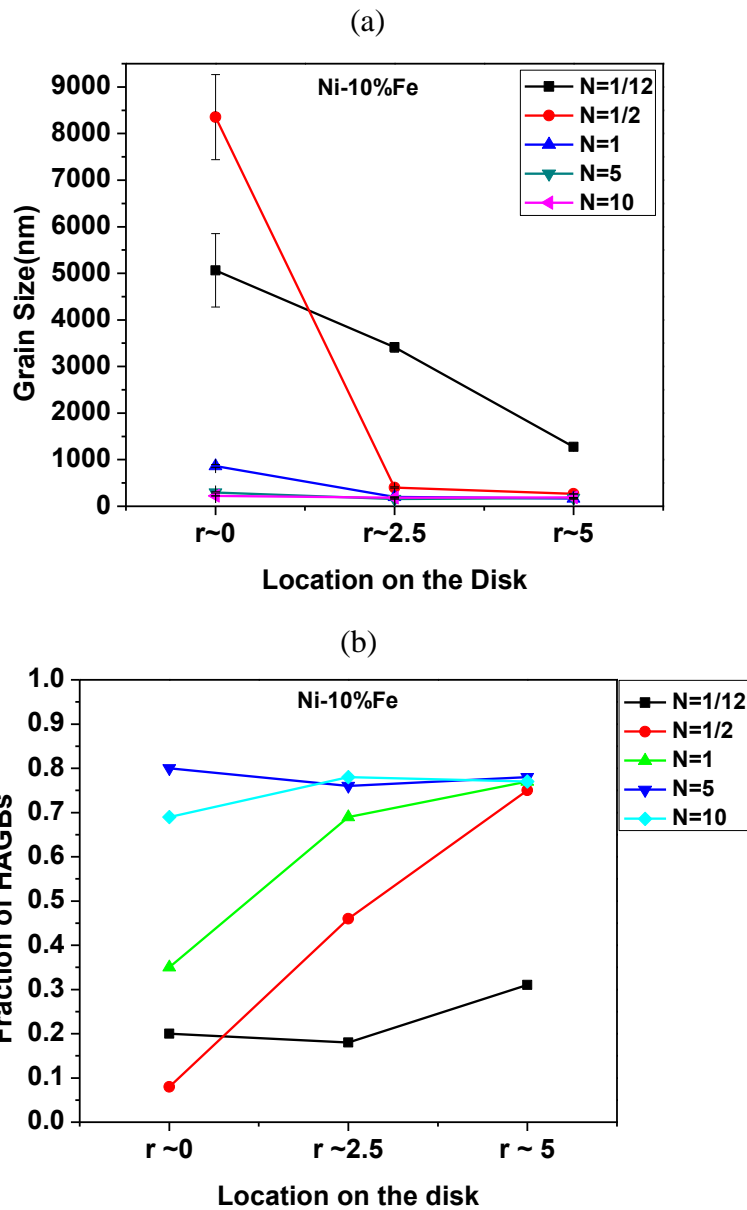 (a)
Ni-10%Fe
N=1/12
N=1/2
N=1
N=5
N=10
9000
8000
7000
6000
5000
4000
3000
2000
1000
0
Grain Size(nm)
r~0
r~2.5
r~5
Location on the Disk
(b)
Ni-10%Fe
N=1/12
N=1/2
N=1
N=5
N=10
1.0
0.9
0.8
0.7
0.6
0.5
0.4
0.3
0.2
0.1
0.0
Fraction of HAGBs
r ~0
r ~2.5
r ~ 5
Location on the disk